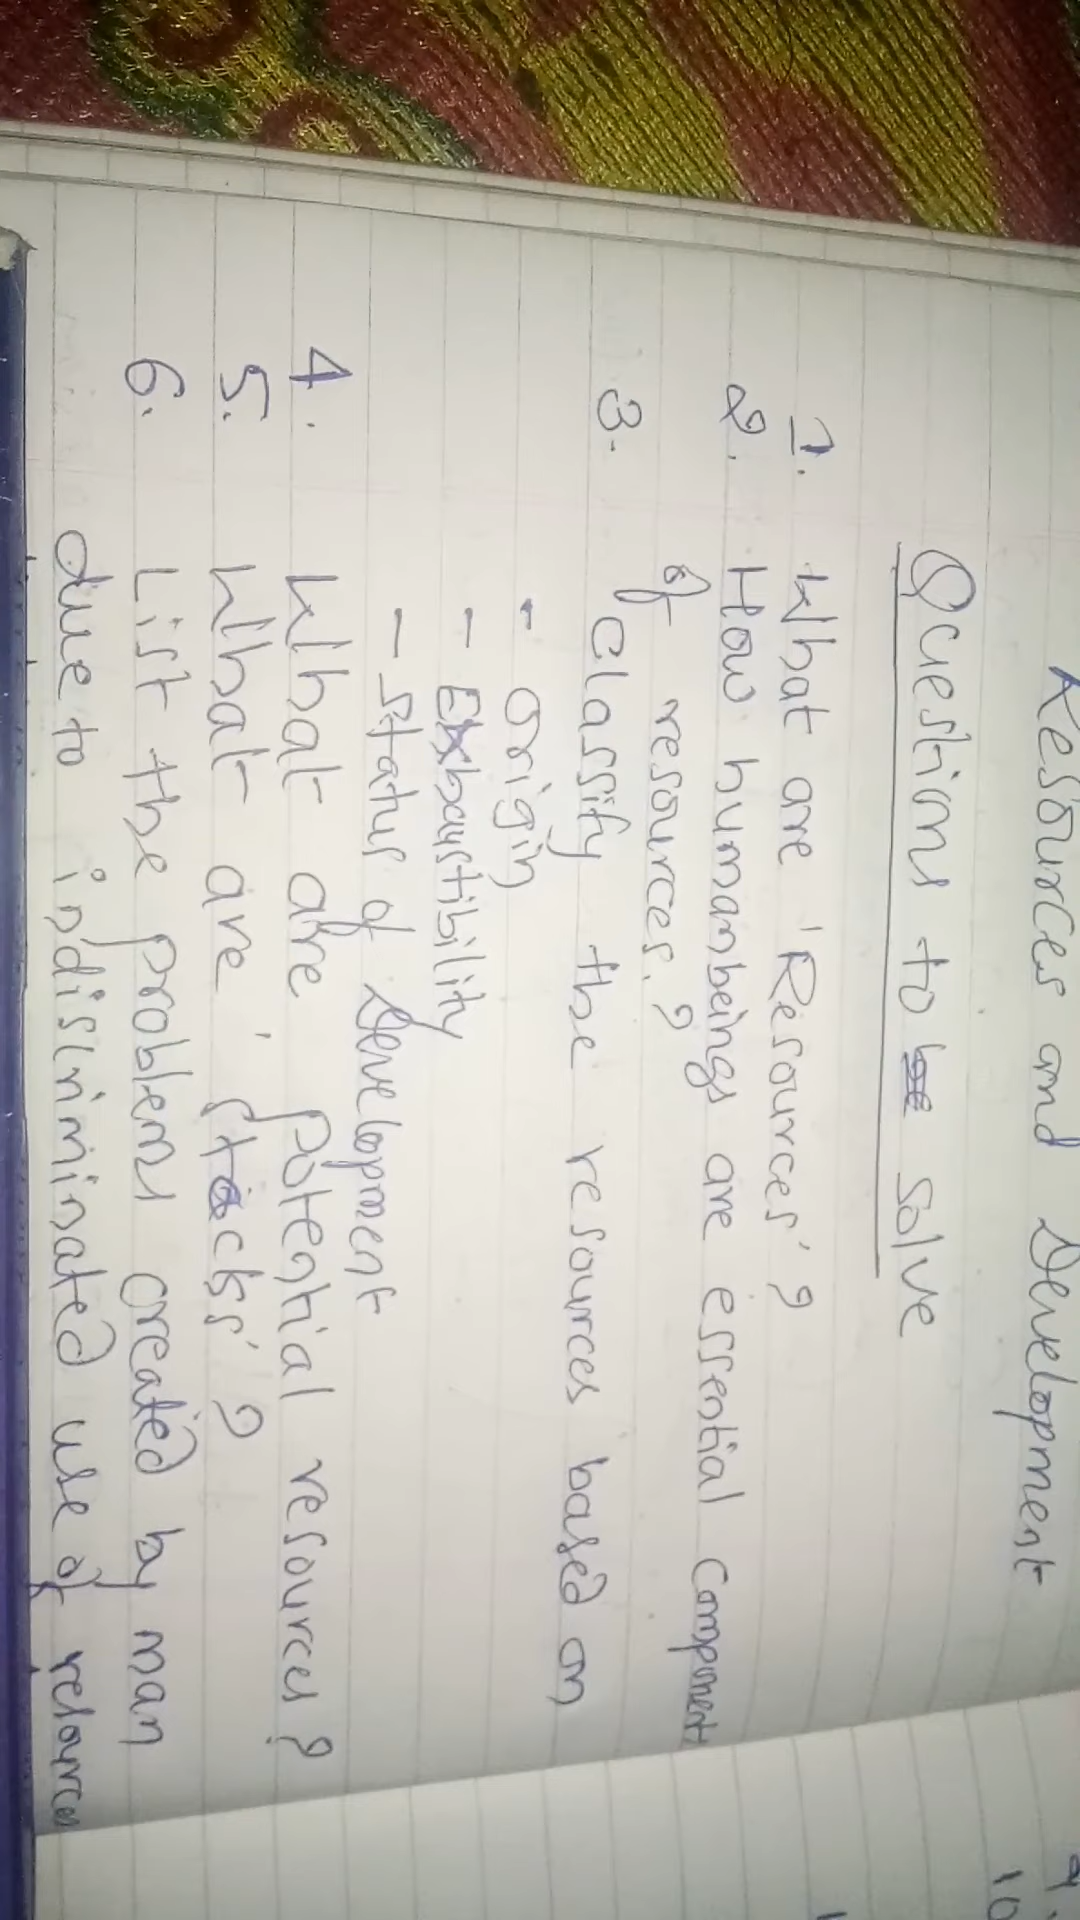 Resources and Development
Questions to solve
1. What are 'Resources'?
2. How humanbeings are essential component
of resources.?
3. Classify the resources based on
- Origin
- Exhaustibility
- Status of Development
4. What are Potential resources?
5. What are 'Stocks'?
6. List the problems created by man
due to indiscriminated use of resources
10